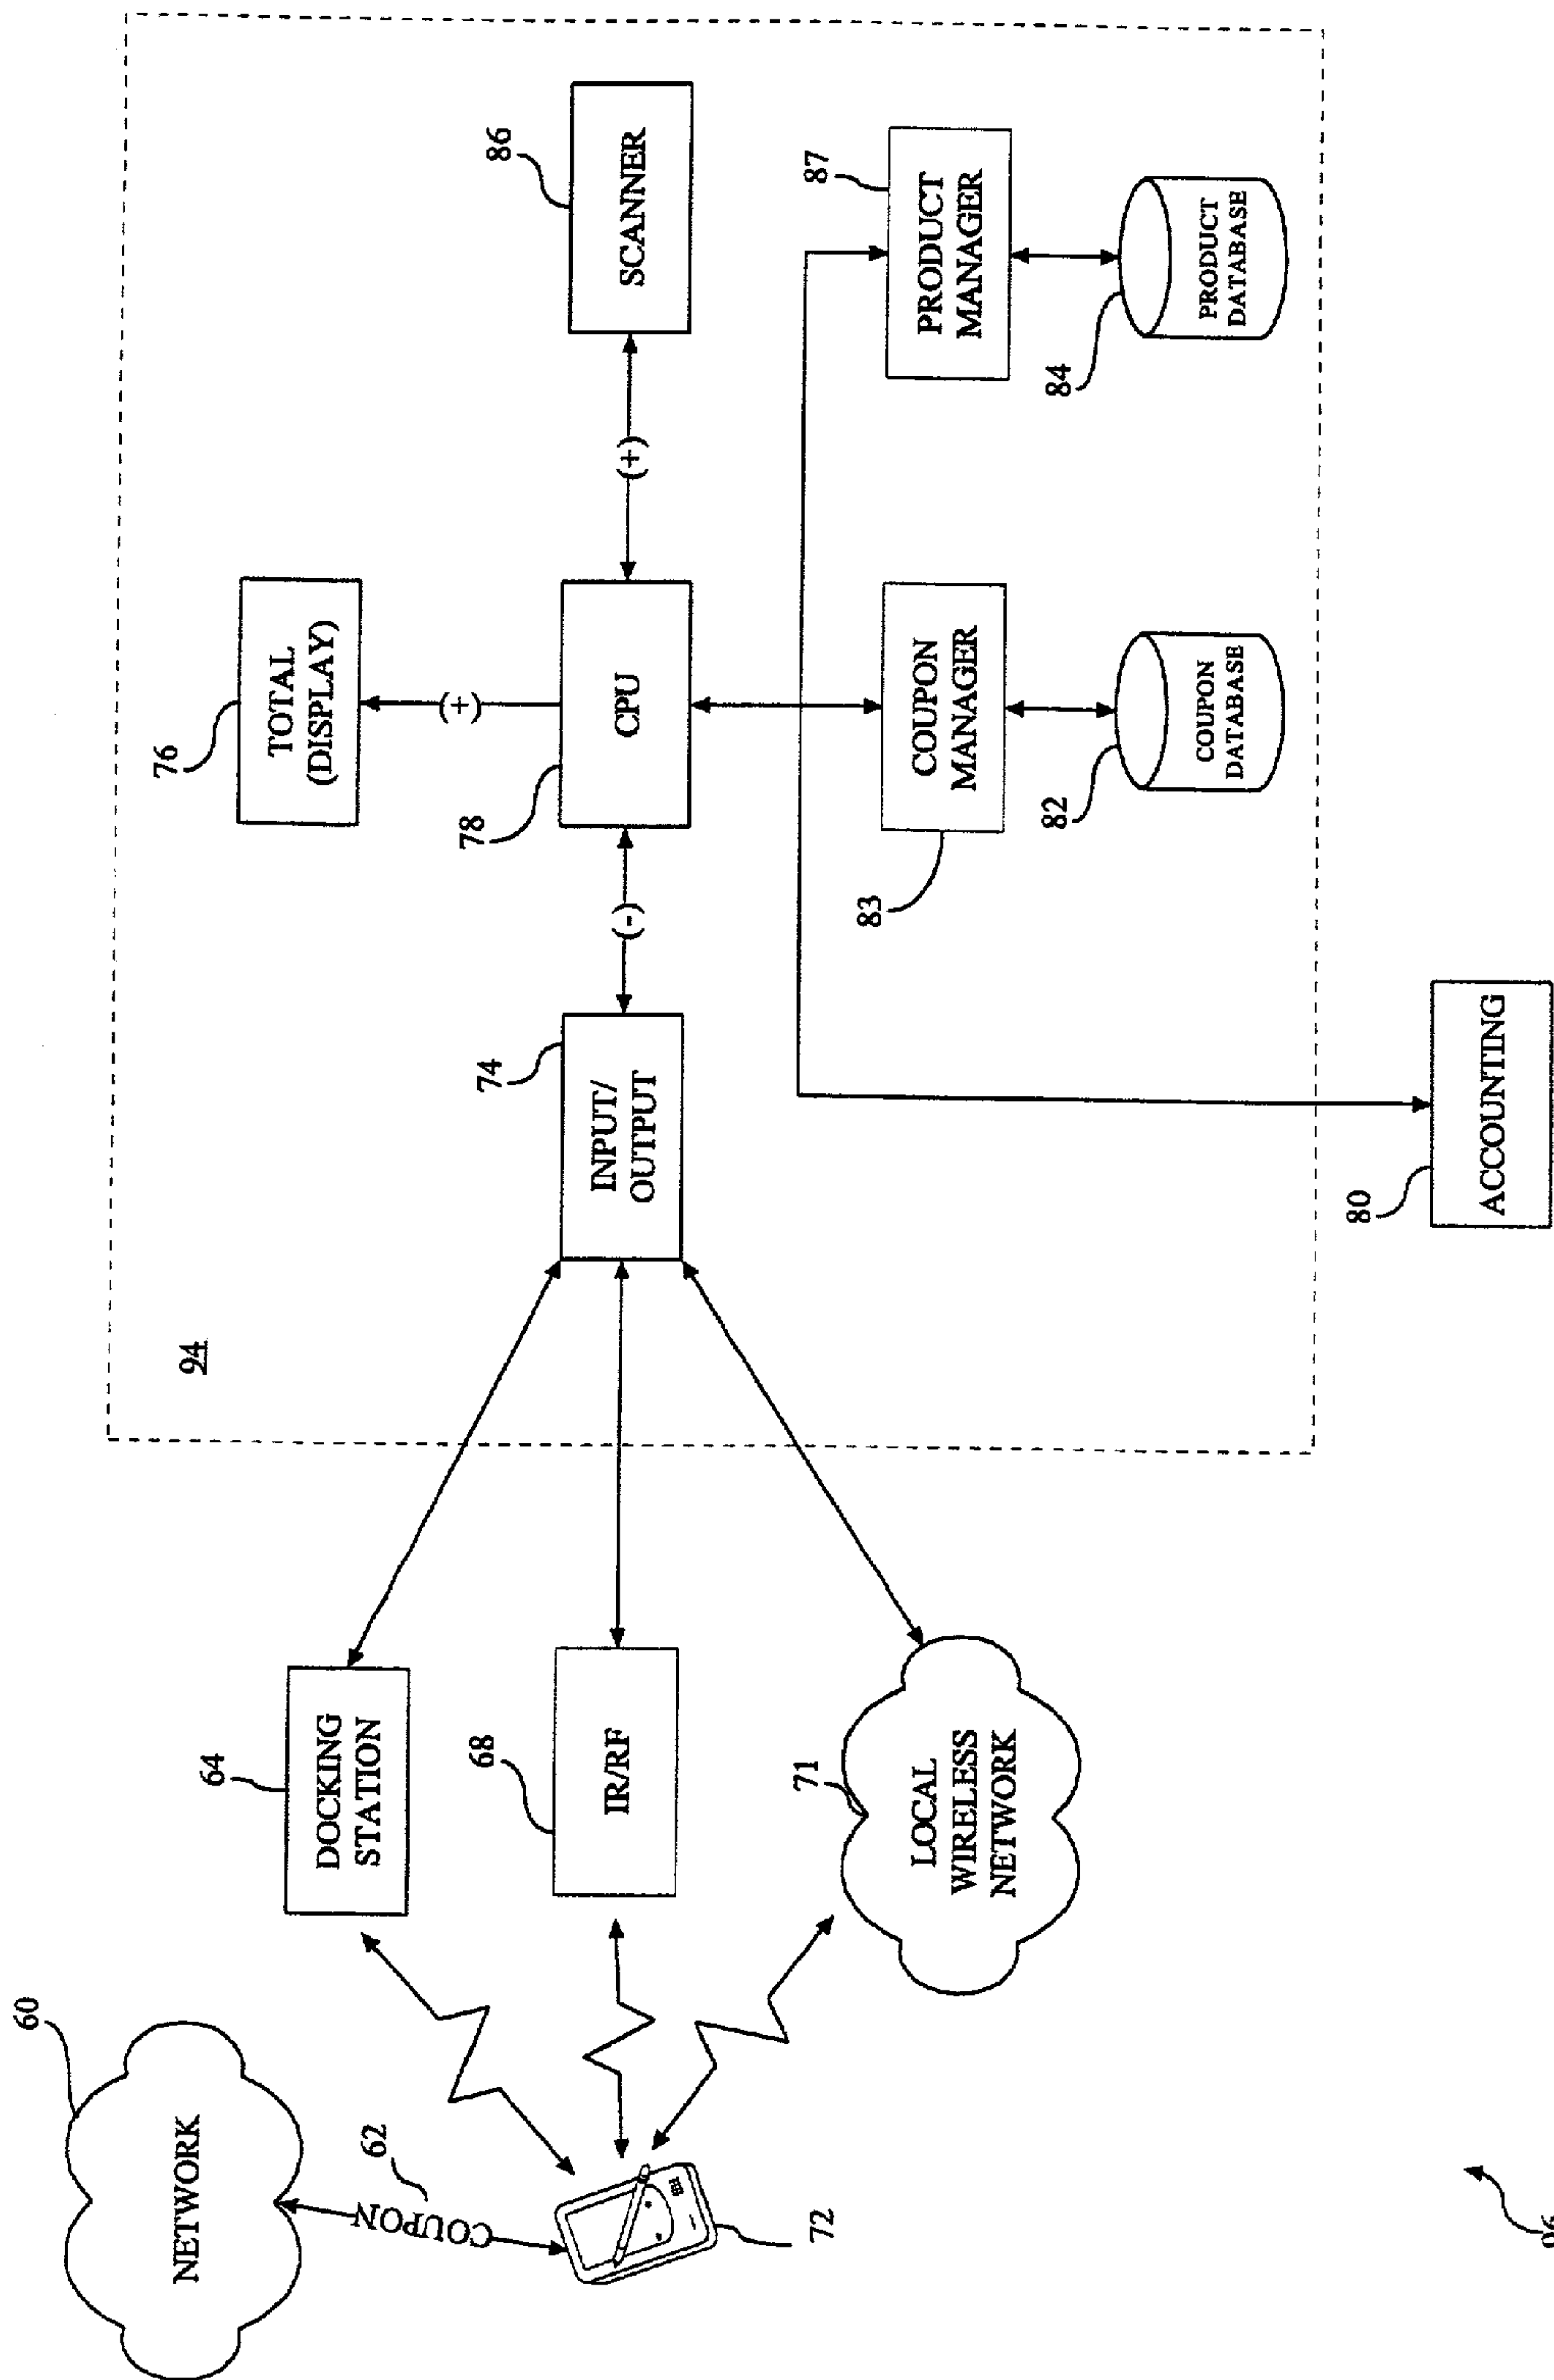 60
NETWORK
62
COUPON
72
64
DOCKING
STATION
68
IR/RF
71
LOCAL
WIRELESS
NETWORK
94
74
INPUT/
OUTPUT
(-)
76
TOTAL
(DISPLAY)
(+)
78
CPU
(+)
86
SCANNER
83
COUPON
MANAGER
82
COUPON
DATABASE
87
PRODUCT
MANAGER
84
PRODUCT
DATABASE
80
ACCOUNTING